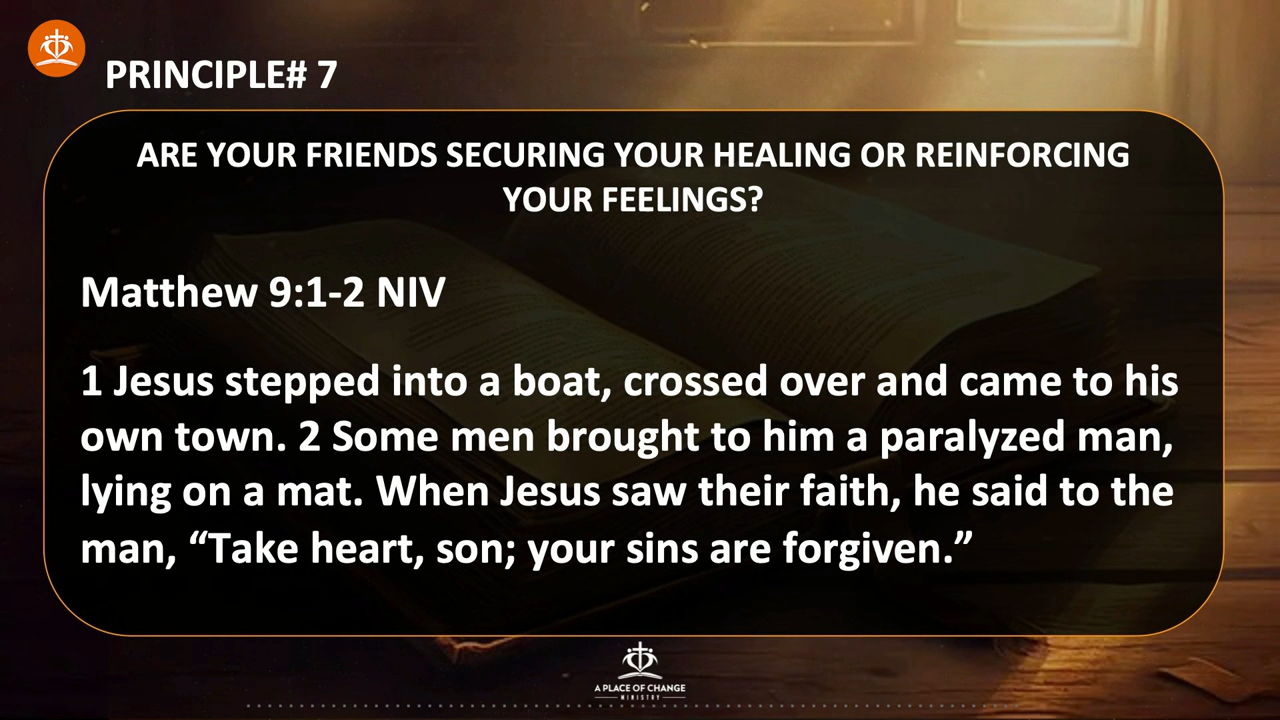 PRINCIPLE# 7
ARE YOUR FRIENDS SECURING YOUR HEALING OR REINFORCING
YOUR FEELINGS?
Matthew 9:1-2 NIV
1 Jesus stepped into a boat, crossed over and came to his
own town. 2 Some men brought to him a paralyzed man,
lying on a mat. When Jesus saw their faith, he said to the
man, “Take heart, son; your sins are forgiven.”
A PLACE OF CHANGE
MINISTRY